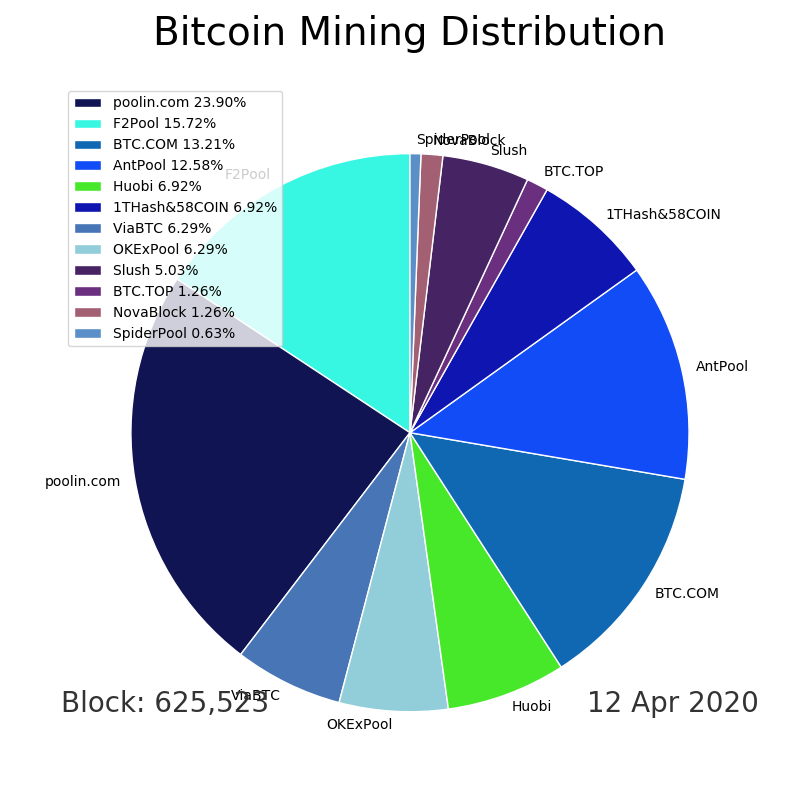 Bitcoin Mining Distribution
poolin.com 23.90%
F2Pool 15.72%
BTC.COM 13.21%
AntPool 12.58%
Huobi 6.92%
1THash&58COIN 6.92%
ViaBTC 6.29%
OKExPool 6.29%
Slush 5.03%
BTC.TOP 1.26%
NovaBlock 1.26%
SpiderPool 0.63%
SpiderPool
NovaBlock
Slush
BTC.TOP
F2Pool
1THash&58COIN
AntPool
poolin.com
BTC.COM
ViaBTC
Huobi
OKExPool
Block: 625,523
12 Apr 2020